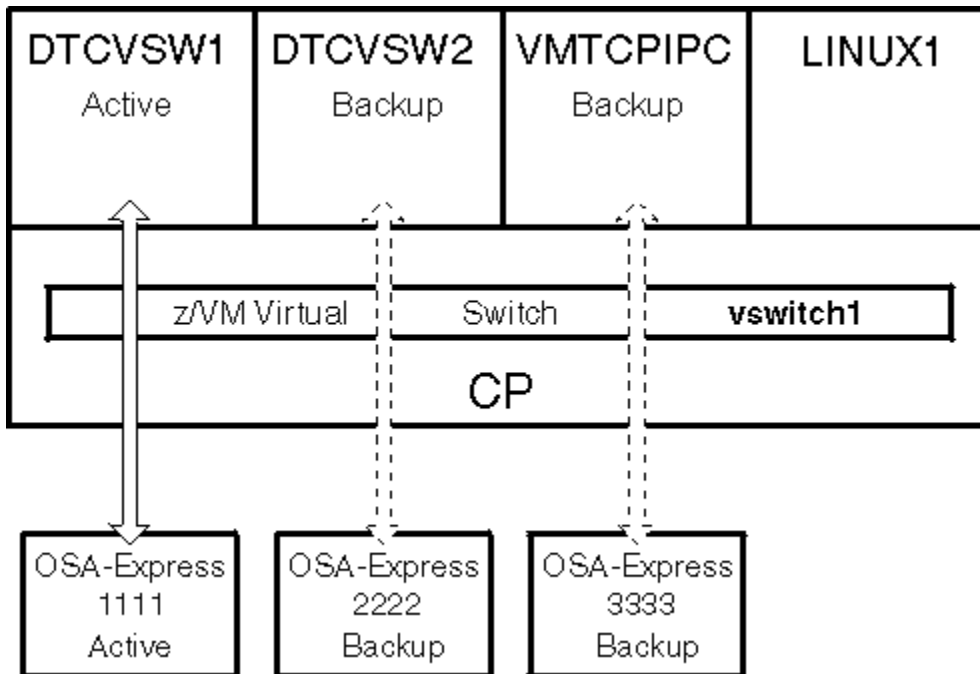 DTCVSW1
Active
DTCVSW2
Backup
VMTCPIPC
Backup
LINUX1
z/VM Virtual Switch vswitch1
CP
OSA-Express
1111
Active
OSA-Express
2222
Backup
OSA-Express
3333
Backup